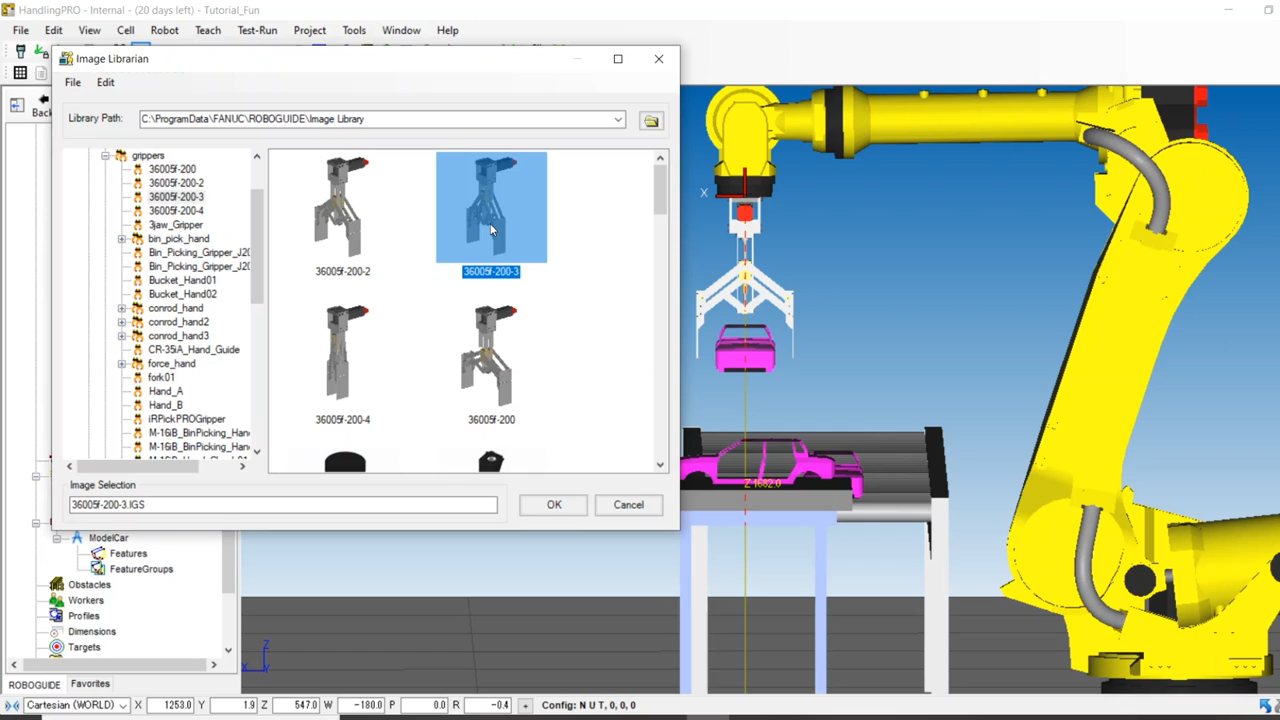 HandlingPRO - Internal - (20 days left) - Tutorial_Fun
File Edit View Cell Robot Teach Test-Run Project Tools Window Help
Image Librarian
File Edit
Back
Library Path: C:\ProgramData\FANUC\ROBOGUIDE\Image Library
grippers
36005f-200
36005f-200-2
36005f-200-3
36005f-200-4
3jaw_Gripper
bin_pick_hand
Bin_Picking_Gripper_J20
Bin_Picking_Gripper_J20
Bucket_Hand01
Bucket_Hand02
conrod_hand
conrod_hand2
conrod_hand3
CR-35iA_Hand_Guide
force_hand
fork01
Hand_A
Hand_B
iRPickPROGripper
M-16iB_BinPicking_Han
M-16iB_BinPicking_Han
36005f-200-2
36005f-200-3
36005f-200-4
36005f-200
Image Selection
36005f-200-3.IGS
OK Cancel
ModelCar
Features
FeatureGroups
Obstacles
Workers
Profiles
Dimensions
Targets
ROBOGUIDE Favorites
X
Z 1682.0
Z
X Y
Cartesian (WORLD) X 1253.0 Y 1.9 Z 547.0 W -180.0 P 0.0 R -0.4 + Config: N U T, 0, 0, 0